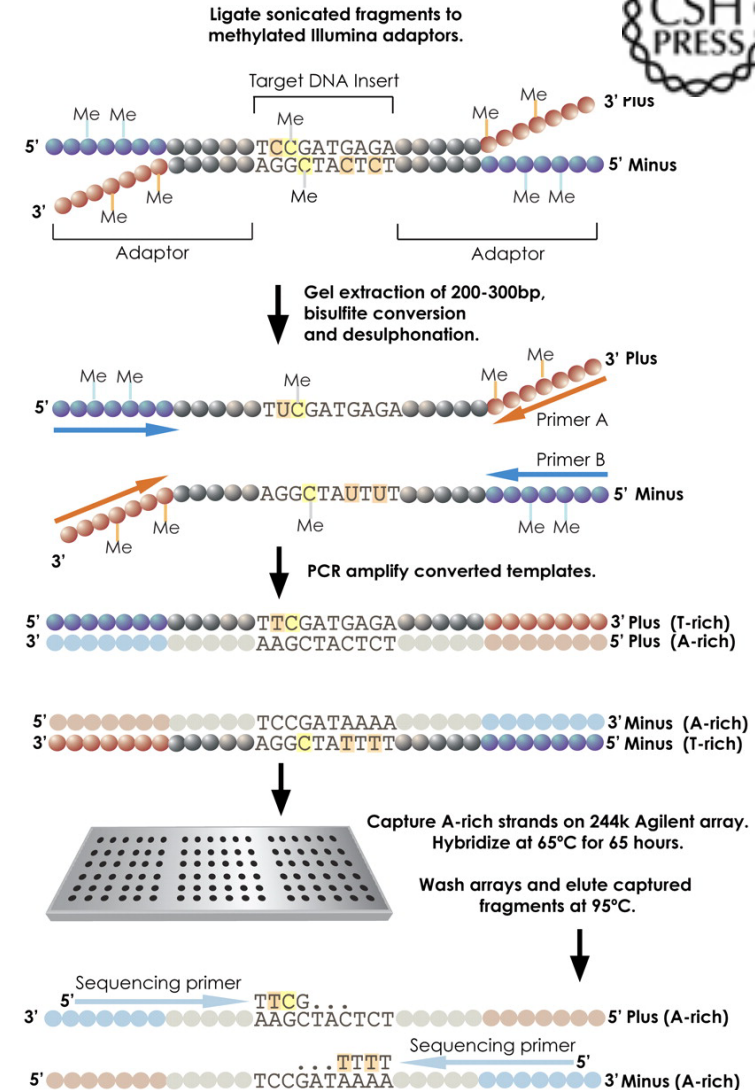 Ligate sonicated fragments to
methylated Illumina adaptors.
CSH
PRESS
Target DNA Insert
Me Me
Me
Me
Me
3' Plus
5'
TCCGATGAGA
AGGCTACTCT
5' Minus
3'
Me
Me
Me
Me Me
Adaptor
Adaptor
Gel extraction of 200-300bp,
bisulfite conversion
and desulphonation.
Me Me
Me
Me
Me
3' Plus
5'
TUCGATGAGA
Primer A
Primer B
AGGCTAUTUT
5' Minus
3'
Me
Me
Me
Me Me
PCR amplify converted templates.
5'
TTCGATGAGA
3' Plus (T-rich)
3'
AAGCTACTCT
5' Plus (A-rich)
5'
TCCGATAAAA
3' Minus (A-rich)
3'
AGGCTATTTT
5' Minus (T-rich)
Capture A-rich strands on 244k Agilent array.
Hybridize at 65ºC for 65 hours.
Wash arrays and elute captured
fragments at 95ºC.
Sequencing primer
5'
TTCG...
3'
AAGCTACTCT
5' Plus (A-rich)
Sequencing primer
...TTTT
5'
5'
TCCGATAAAA
3' Minus (A-rich)